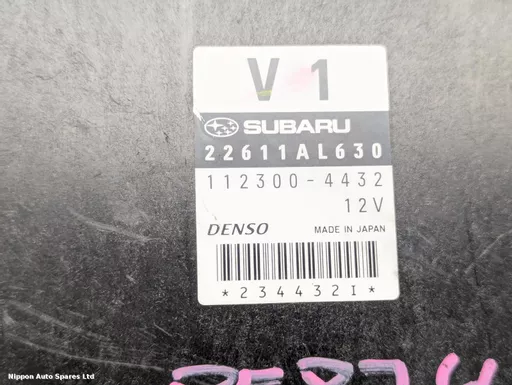 V 1
SUBARU
22611AL630
112300-4432
12V
DENSO MADE IN JAPAN
*234432I*
Nippon Auto Spares Ltd